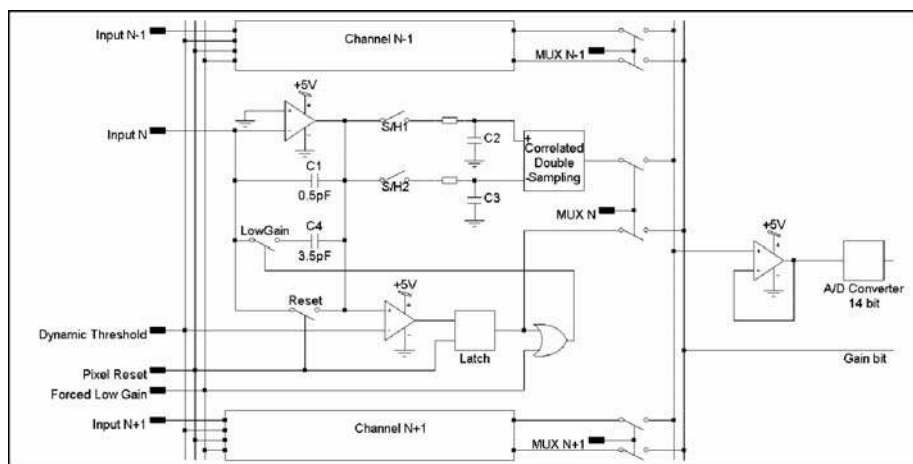 Input N-1
Channel N-1
MUX N-1
+5V
Input N
S/H1
C2
Correlated
Double
Sampling
+
-
C1
0.5pF
S/H2
C3
MUX N
LowGain
C4
3.5pF
+5V
A/D Converter
14 bit
Reset
+5V
Dynamic Threshold
Latch
Gain bit
Pixel Reset
Forced Low Gain
Input N+1
Channel N+1
MUX N+1